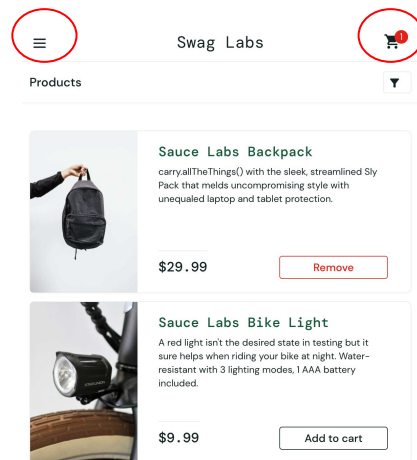 Swag Labs
1
Products
Sauce Labs Backpack
carry.allTheThings() with the sleek, streamlined Sly
Pack that melds uncompromising style with
unequaled laptop and tablet protection.
$29.99
Remove
Sauce Labs Bike Light
A red light isn't the desired state in testing but it
sure helps when riding your bike at night. Water-
resistant with 3 lighting modes, 1 AAA battery
included.
$9.99
Add to cart